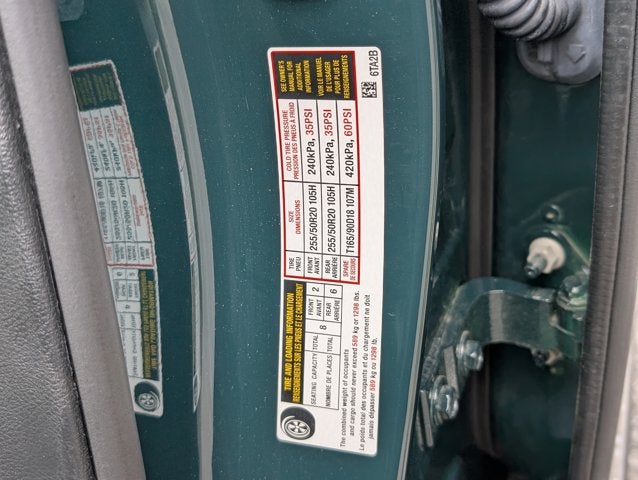 TIRE AND LOADING INFORMATION
RENSEIGNEMENTS SUR LES PNEUS ET LE CHARGEMENT
SEE OWNER'S
MANUAL FOR
ADDITIONAL
INFORMATION
VOIR LE MANUEL
DE L'USAGER
POUR PLUS DE
RENSEIGNEMENTS
SEATING CAPACITY TOTAL 8 FRONT AVANT 2
NOMBRE DE PLACES TOTAL REAR ARRIÈRE 6
The combined weight of occupants
and cargo should never exceed 589 kg or 1298 lbs.
Le poids total des occupants et du chargement ne doit
jamais dépasser 589 kg ou 1298 lb.
TIRE PNEU SIZE DIMENSIONS COLD TIRE PRESSURE PRESSION DES PNEUS À FROID
FRONT AVANT 255/50R20 105H 240kPa, 35PSI
REAR ARRIÈRE 255/50R20 105H 240kPa, 35PSI
SPARE DE SECOURS T165/90D18 107M 420kPa, 60PSI
6TA2B